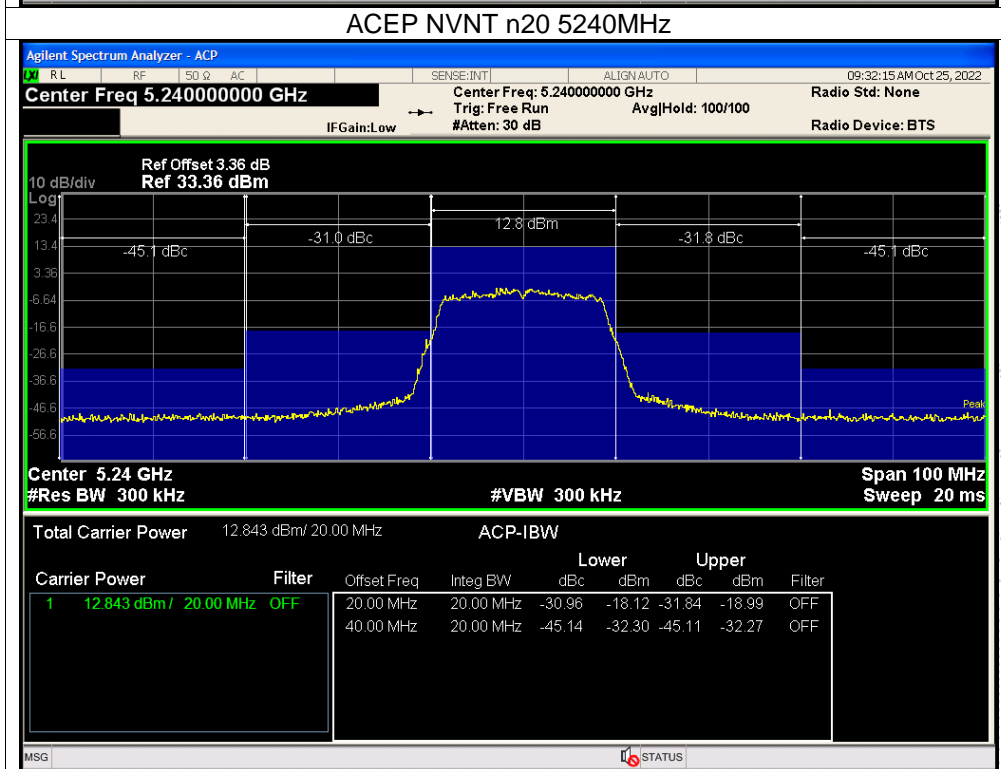 ACEP NVNT n20 5240MHz
Agilent Spectrum Analyzer - ACP
LXI RL RF 50 Ω AC SENSE:INT ALIGN AUTO 09:32:15 AM Oct 25, 2022
Center Freq 5.240000000 GHz Center Freq: 5.240000000 GHz Radio Std: None
Trig: Free Run Avg|Hold: 100/100
IFGain:Low #Atten: 30 dB Radio Device: BTS
Ref Offset 3.36 dB
10 dB/div Ref 33.36 dBm
Log
23.4
12.8 dBm
13.4
-45.1 dBc -31.0 dBc -31.8 dBc -45.1 dBc
3.36
-6.64
-16.6
-26.6
-36.6
-46.6
Peak
-56.6
Center 5.24 GHz Span 100 MHz
#Res BW 300 kHz #VBW 300 kHz Sweep 20 ms
Total Carrier Power 12.843 dBm/ 20.00 MHz ACP-IBW
Lower Upper
Carrier Power Filter Offset Freq Integ BW dBc dBm dBc dBm Filter
1 12.843 dBm / 20.00 MHz OFF 20.00 MHz 20.00 MHz -30.96 -18.12 -31.84 -18.99 OFF
40.00 MHz 20.00 MHz -45.14 -32.30 -45.11 -32.27 OFF
MSG STATUS